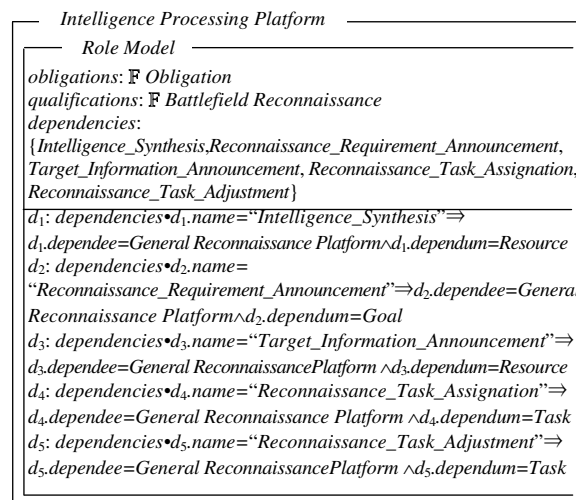 Intelligence Processing Platform
Role Model
obligations: 𝔽 Obligation
qualifications: 𝔽 Battlefield Reconnaissance
dependencies:
{Intelligence_Synthesis,Reconnaissance_Requirement_Announcement,
Target_Information_Announcement, Reconnaissance_Task_Assignation,
Reconnaissance_Task_Adjustment}
d₁: dependencies•d₁.name=“Intelligence_Synthesis”⇒
d₁.dependee=General Reconnaissance Platform∧d₁.dependum=Resource
d₂: dependencies•d₂.name=
“Reconnaissance_Requirement_Announcement”⇒d₂.dependee=General
Reconnaissance Platform∧d₂.dependum=Goal
d₃: dependencies•d₃.name=“Target_Information_Announcement”⇒
d₃.dependee=General ReconnaissancePlatform ∧d₃.dependum=Resource
d₄: dependencies•d₄.name=“Reconnaissance_Task_Assignation”⇒
d₄.dependee=General Reconnaissance Platform ∧d₄.dependum=Task
d₅: dependencies•d₅.name=“Reconnaissance_Task_Adjustment”⇒
d₅.dependee=General ReconnaissancePlatform ∧d₅.dependum=Task